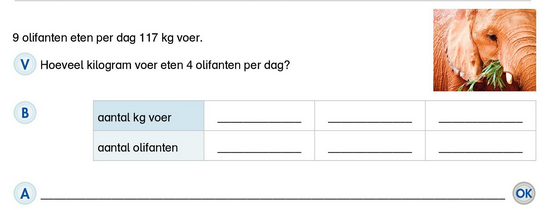 9 olifanten eten per dag 117 kg voer.
V Hoeveel kilogram voer eten 4 olifanten per dag?
B
aantal kg voer
aantal olifanten
A
OK